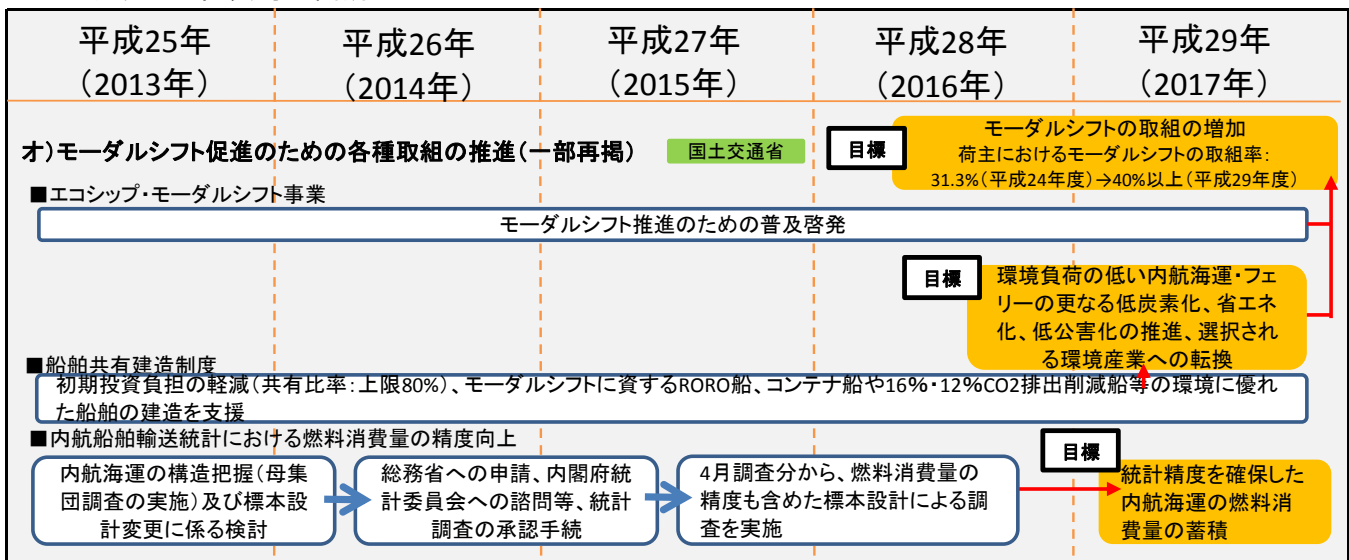 平成25年
(2013年)
平成26年
(2014年)
平成27年
(2015年)
平成28年
(2016年)
平成29年
(2017年)
オ)モーダルシフト促進のための各種取組の推進(一部再掲)
国土交通省
目標
モーダルシフトの取組の増加
荷主におけるモーダルシフトの取組率:
31.3%(平成24年度)→40%以上(平成29年度)
■エコシップ・モーダルシフト事業
モーダルシフト推進のための普及啓発
目標
環境負荷の低い内航海運・フェ
リーの更なる低炭素化、省エネ
化、低公害化の推進、選択され
る環境産業への転換
■船舶共有建造制度
初期投資負担の軽減(共有比率:上限80%)、モーダルシフトに資するRORO船、コンテナ船や16%・12%CO2排出削減船等の環境に優れ
た船舶の建造を支援
■内航船舶輸送統計における燃料消費量の精度向上
内航海運の構造把握(母集
団調査の実施)及び標本設
計変更に係る検討
総務省への申請、内閣府統
計委員会への諮問等、統計
調査の承認手続
4月調査分から、燃料消費量の
精度も含めた標本設計による調
査を実施
目標
統計精度を確保した
内航海運の燃料消
費量の蓄積